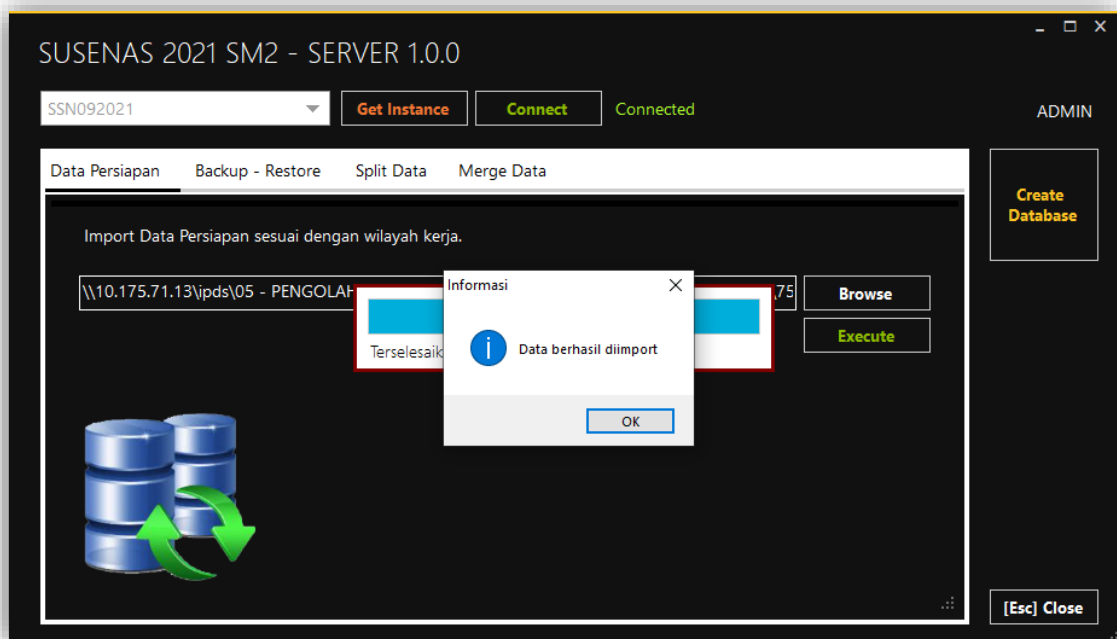 SUSENAS 2021 SM2 - SERVER 1.0.0
SSN092021
Get Instance
Connect
Connected
ADMIN
Data Persiapan
Backup - Restore
Split Data
Merge Data
Create
Database
Import Data Persiapan sesuai dengan wilayah kerja.
\\10.175.71.13\ipds\05 - PENGOLAH
\75
Browse
Execute
Terselesaik
Informasi
Data berhasil diimport
OK
[Esc] Close